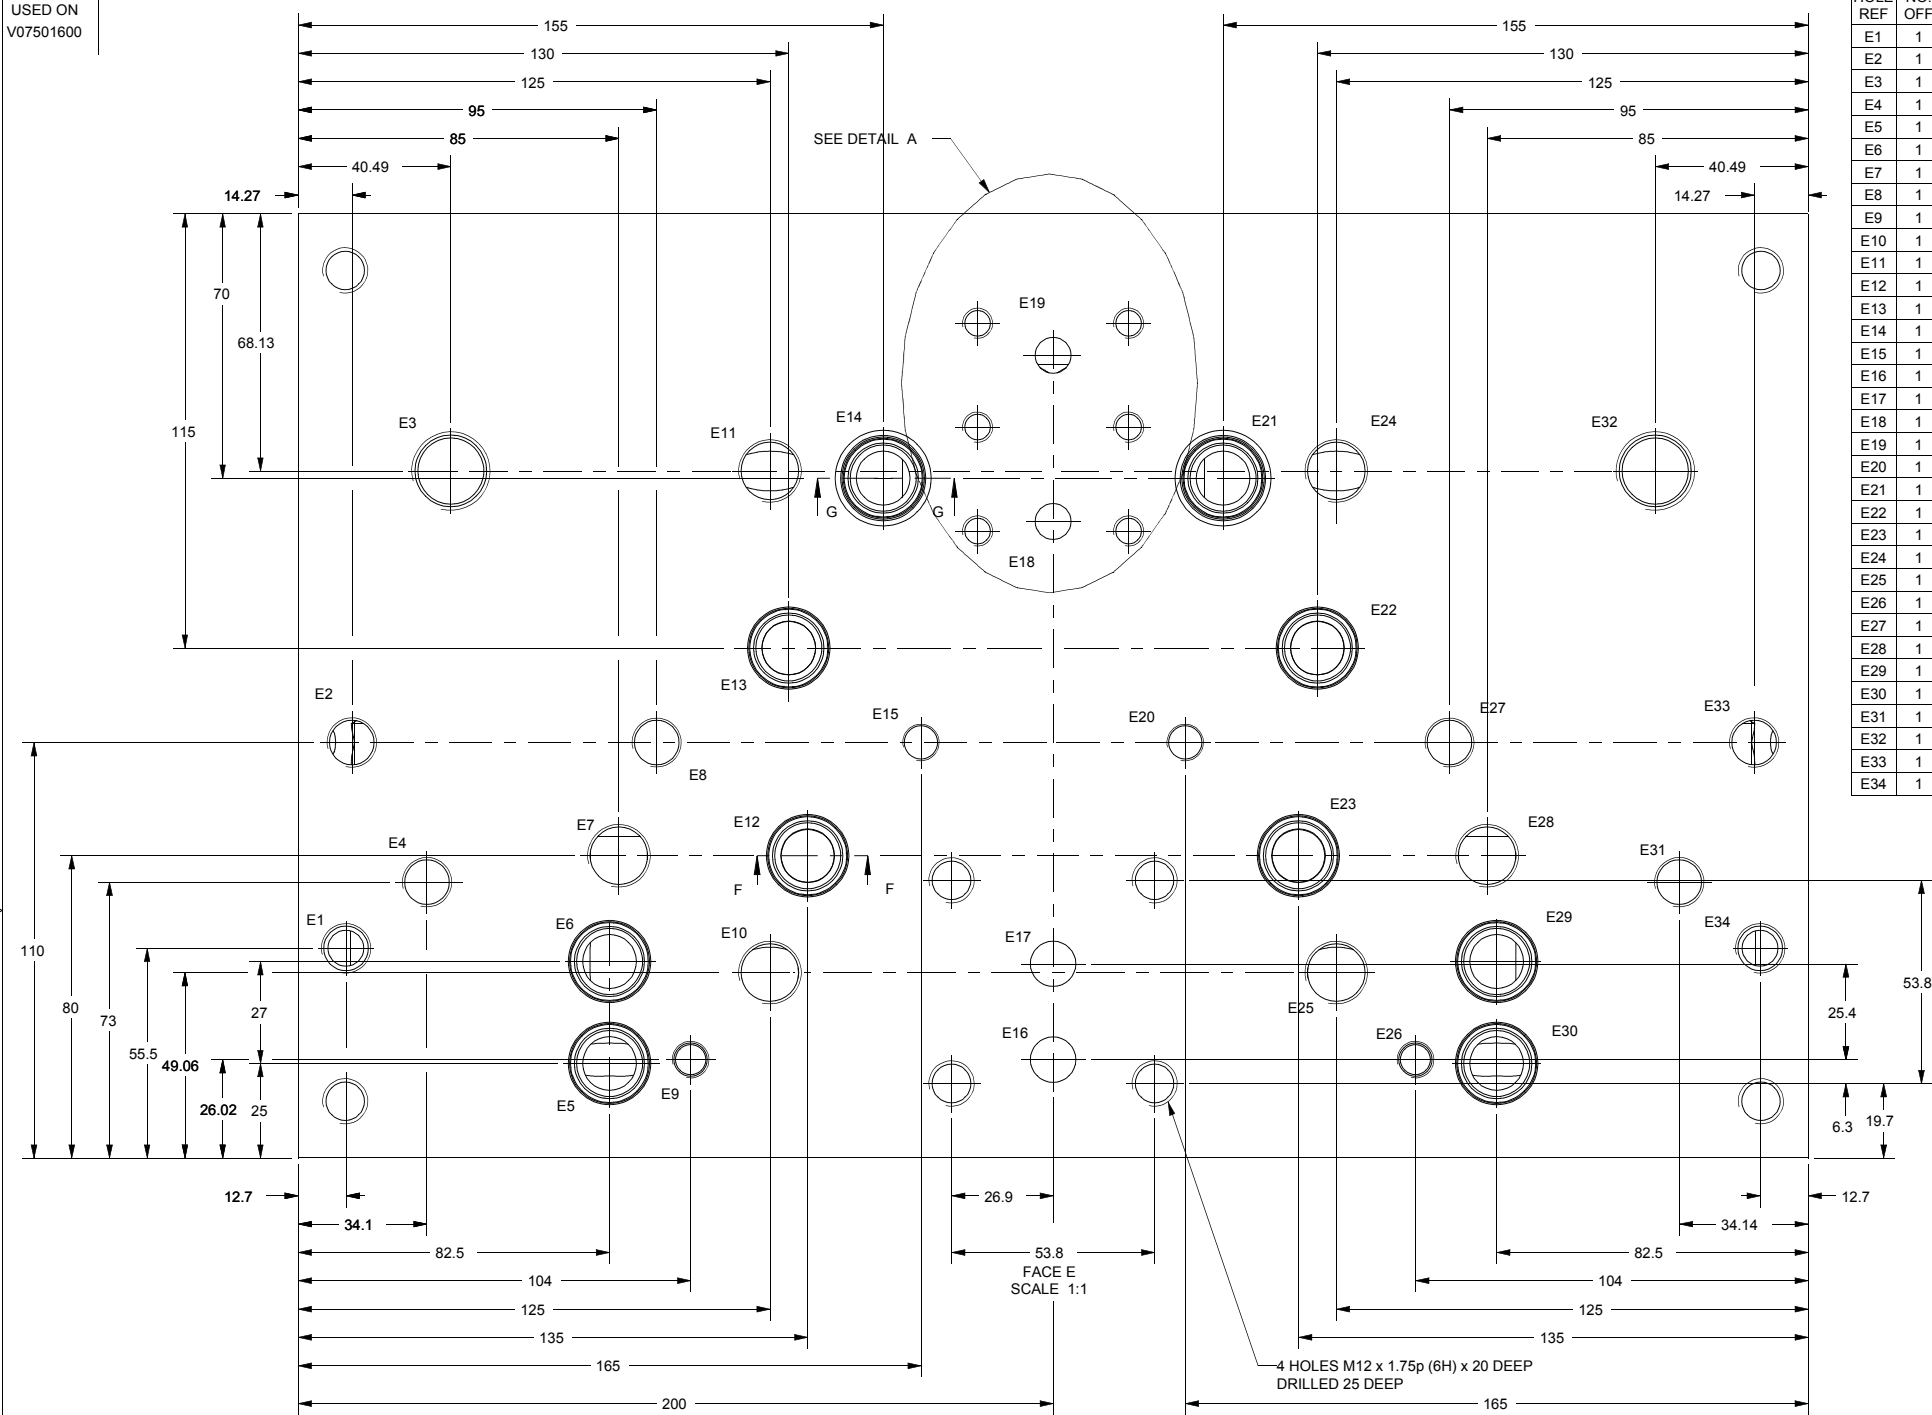 USED ON
V07501600
HOLE NO.
REF OFF
E1 1
E2 1
E3 1
E4 1
E5 1
E6 1
E7 1
E8 1
E9 1
E10 1
E11 1
E12 1
E13 1
E14 1
E15 1
E16 1
E17 1
E18 1
E19 1
E20 1
E21 1
E22 1
E23 1
E24 1
E25 1
E26 1
E27 1
E28 1
E29 1
E30 1
E31 1
E32 1
E33 1
E34 1
155 155
130 130
125 125
95 95
85 85
SEE DETAIL A
40.49 40.49
14.27 14.27
70
E19
68.13
115
E3 E11 E14 E21 E24 E32
G G
E18
E22
E13
E2 E15 E20 E27 E33
E8
E7 E12 E23 E28
E4 E31
F F
E1 E6 E10 E17 E29 E34
110
80
73
55.5
49.06
27
53.8
25.4
E25
E16 E26 E30
E5 E9
26.02 25
6.3 19.7
12.7 26.9 12.7
34.1 34.14
82.5 53.8 82.5
FACE E
SCALE 1:1
104 104
125 125
135 135
165
4 HOLES M12 x 1.75p (6H) x 20 DEEP
DRILLED 25 DEEP
200 165